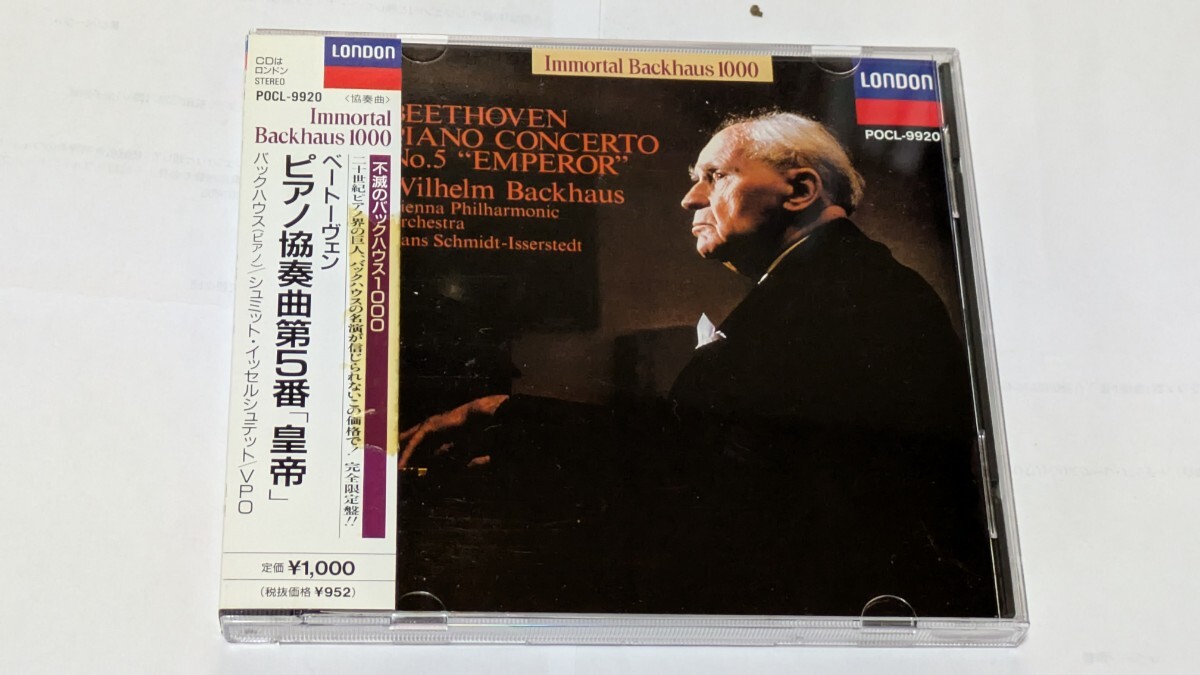 CDは
ロンドン
STEREO
LONDON
POCL-9920 〈協奏曲〉
Immortal
Backhaus 1000
不滅のバックハウス1000
二十世紀ピアノ界の巨人、バックハウスの名演が信じられないこの価格で! 完全限定盤!!
ベートーヴェン
ピアノ協奏曲第5番「皇帝」
バックハウス(ピアノ)/シュミット・イッセルシュテット/VPO
定価 ¥1,000
(税抜価格 ¥952)
Immortal Backhaus 1000
LONDON
POCL-9920
BEETHOVEN
PIANO CONCERTO
No.5 “EMPEROR”
Wilhelm Backhaus
enna Philharmonic
rchestra
ans Schmidt-Isserstedt